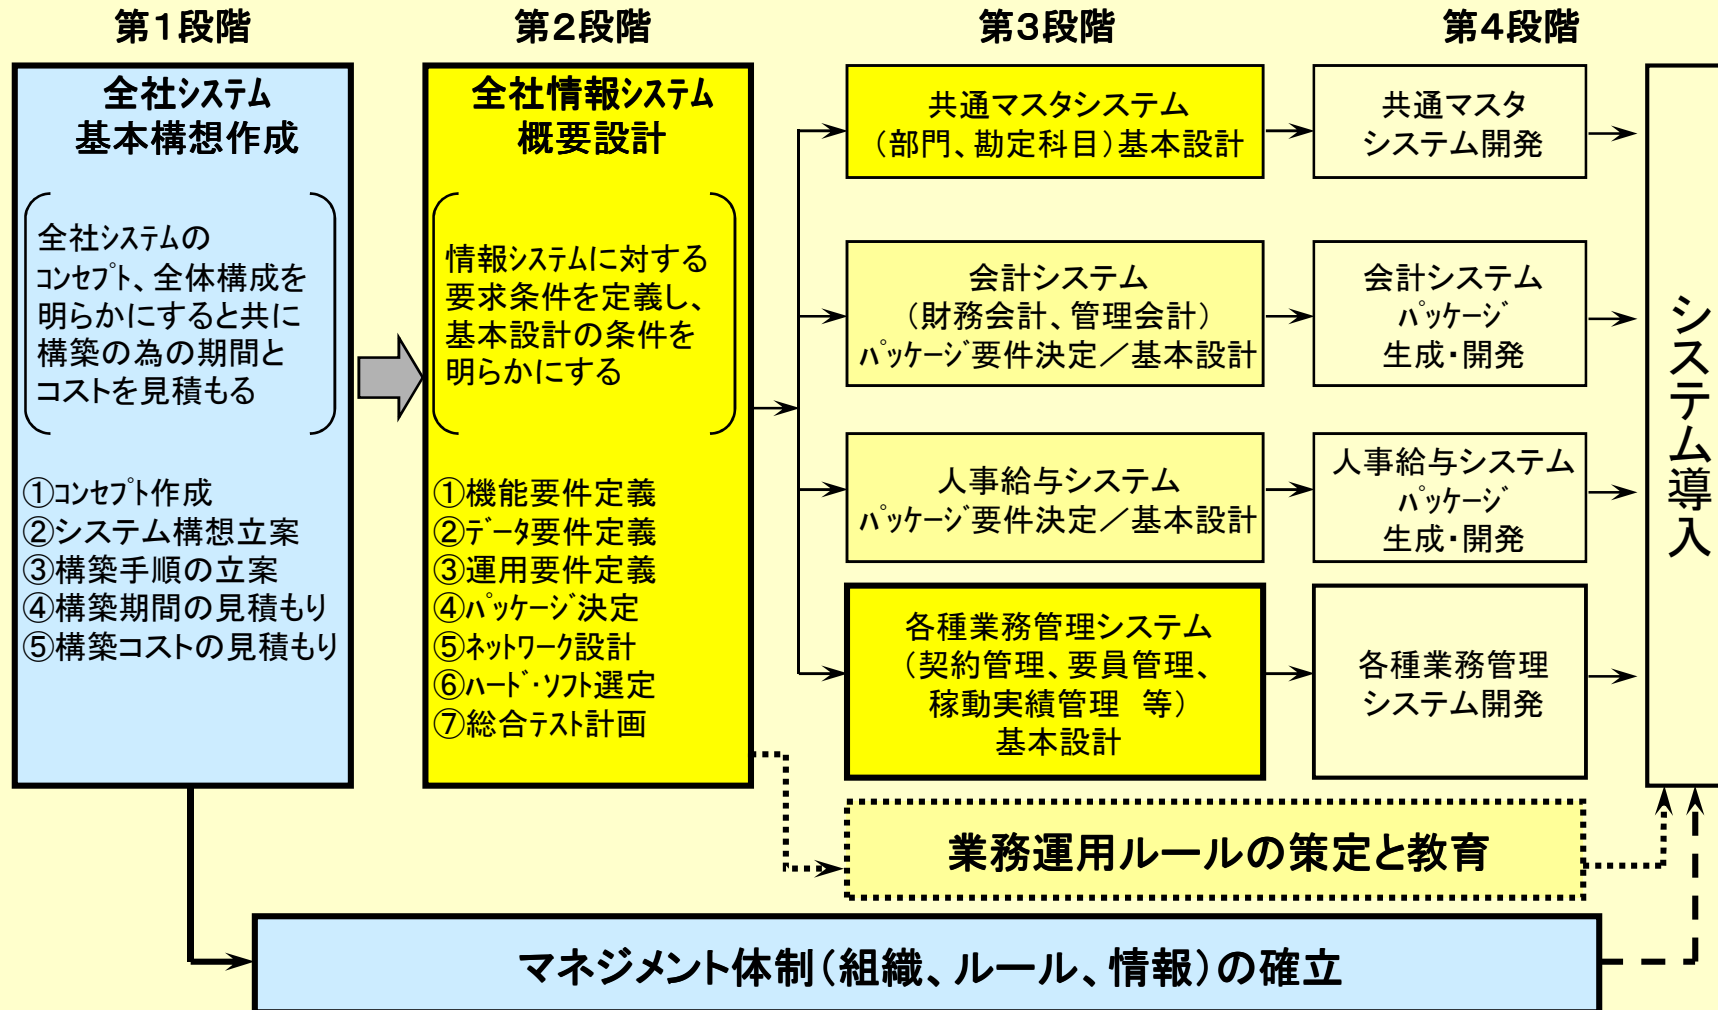 第1段階
第2段階
第3段階
第4段階
全社システム
基本構想作成
全社システムの
コンセプト、全体構成を
明らかにすると共に
構築の為の期間と
コストを見積もる
①コンセプト作成
②システム構想立案
③構築手順の立案
④構築期間の見積もり
⑤構築コストの見積もり
全社情報システム
概要設計
情報システムに対する
要求条件を定義し、
基本設計の条件を
明らかにする
①機能要件定義
②データ要件定義
③運用要件定義
④パッケージ決定
⑤ネットワーク設計
⑥ハード・ソフト選定
⑦総合テスト計画
共通マスタシステム
(部門、勘定科目)基本設計
会計システム
(財務会計、管理会計)
パッケージ要件決定/基本設計
人事給与システム
パッケージ要件決定/基本設計
各種業務管理システム
(契約管理、要員管理、
稼動実績管理 等)
基本設計
共通マスタ
システム開発
会計システム
パッケージ
生成・開発
人事給与システム
パッケージ
生成・開発
各種業務管理
システム開発
システム導入
業務運用ルールの策定と教育
マネジメント体制(組織、ルール、情報)の確立